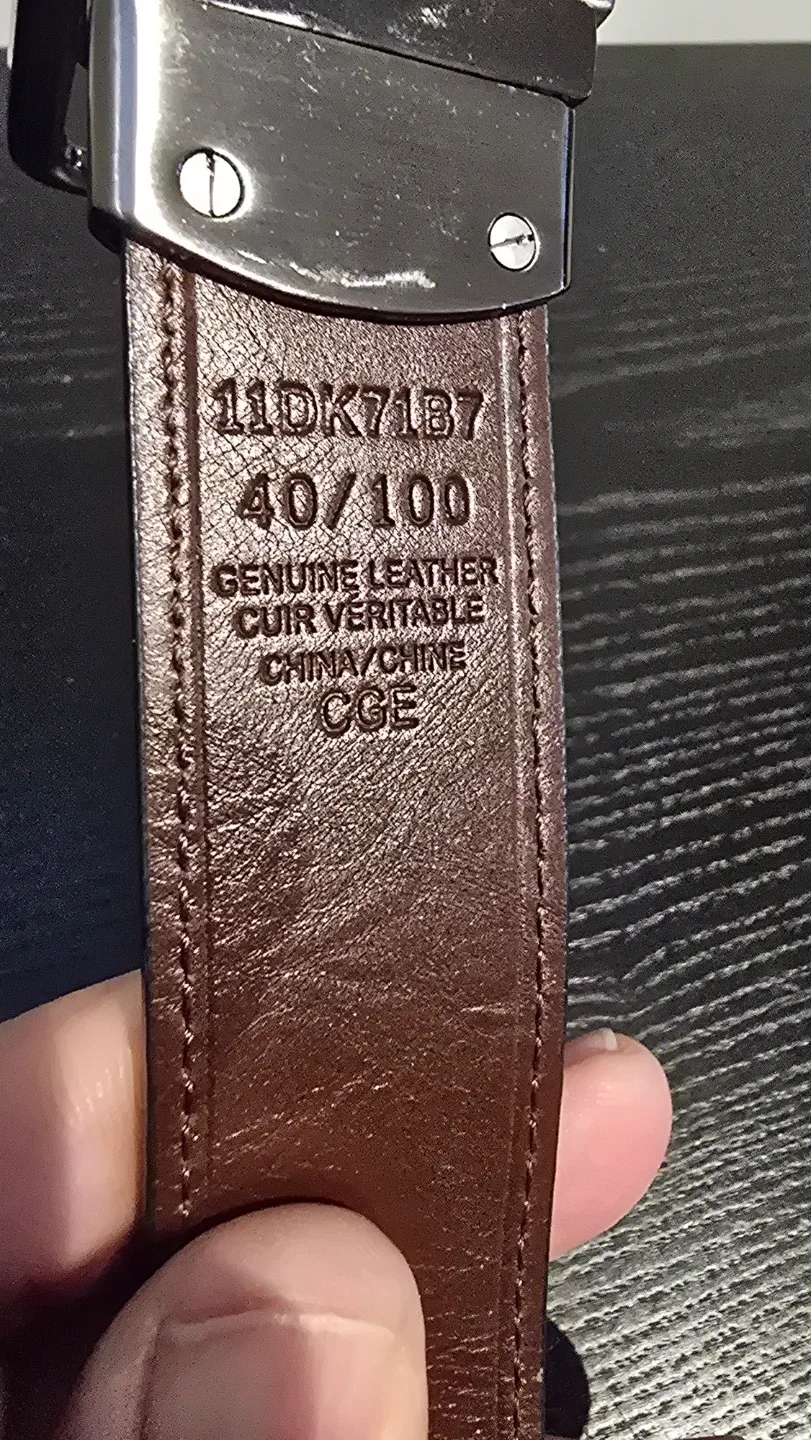 11DK71B7
40/100
GENUINE LEATHER
CUIR VÉRITABLE
CHINA/CHINE
CGE